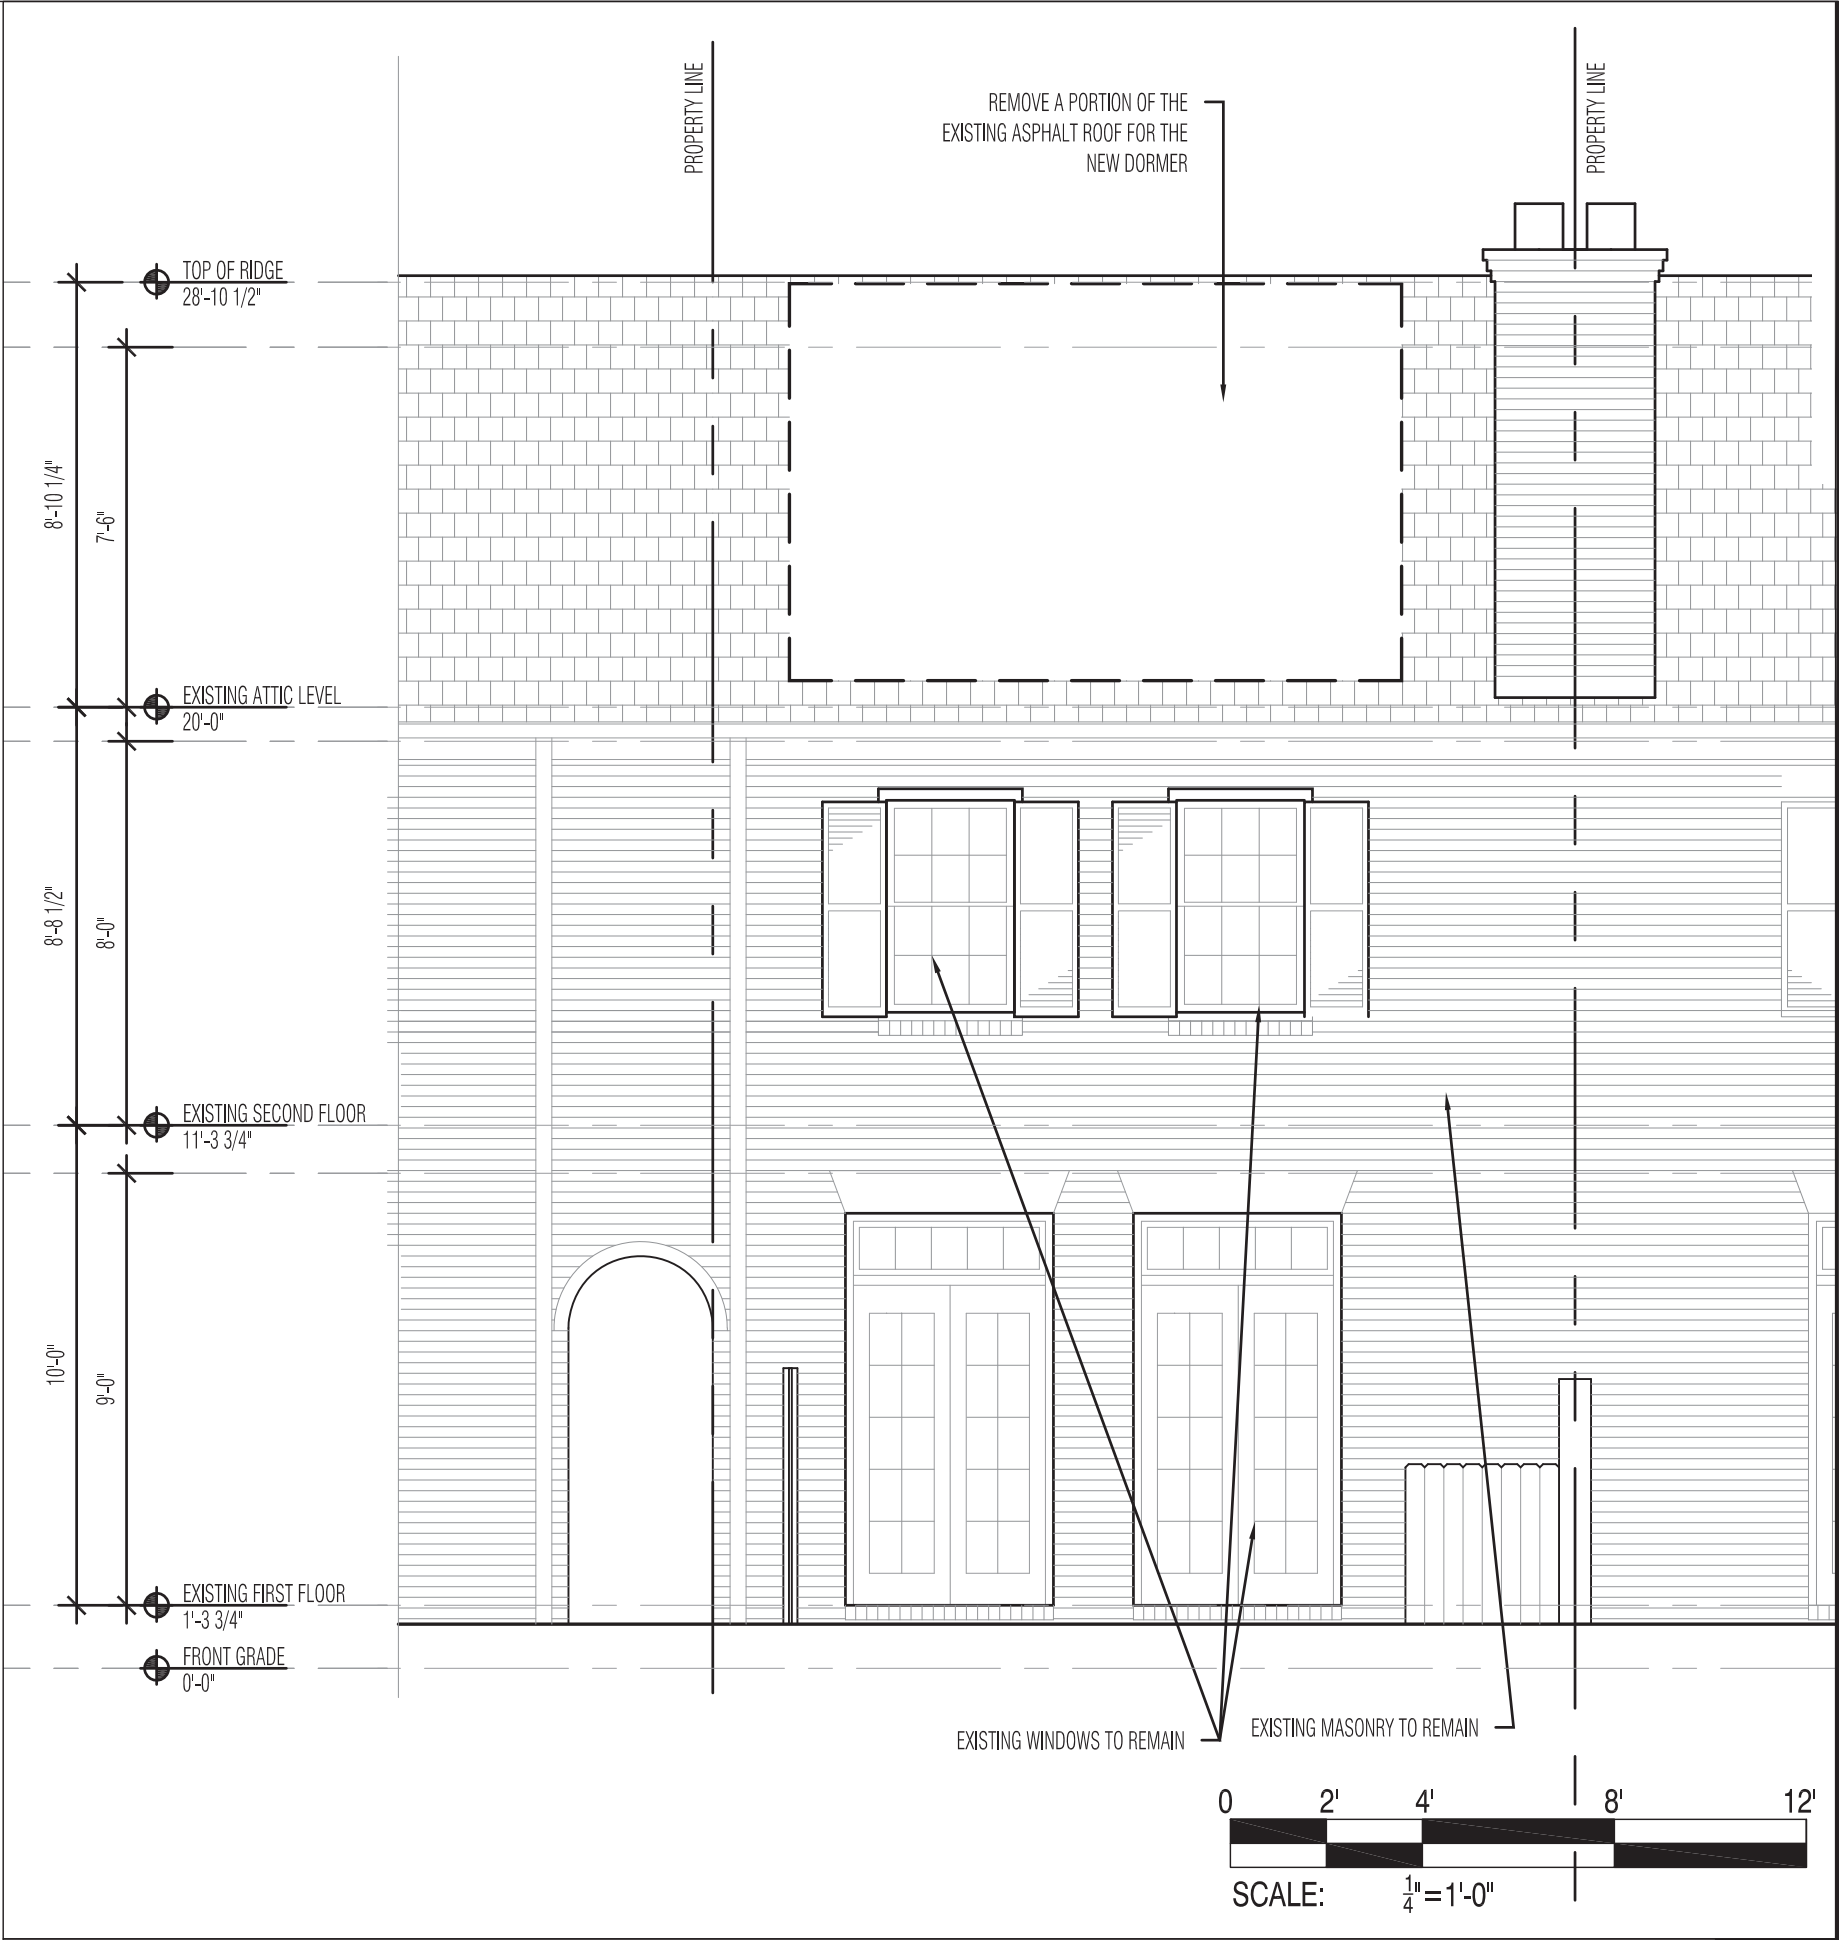 PROPERTY LINE
PROPERTY LINE
REMOVE A PORTION OF THE
EXISTING ASPHALT ROOF FOR THE
NEW DORMER
TOP OF RIDGE
28'-10 1/2"
8'-10 1/4"
7'-6"
EXISTING ATTIC LEVEL
20'-0"
8'-8 1/2"
8'-0"
EXISTING SECOND FLOOR
11'-3 3/4"
10'-0"
9'-0"
EXISTING FIRST FLOOR
1'-3 3/4"
FRONT GRADE
0'-0"
EXISTING WINDOWS TO REMAIN
EXISTING MASONRY TO REMAIN
0 2' 4' 8' 12'
SCALE: 1/4"=1'-0"